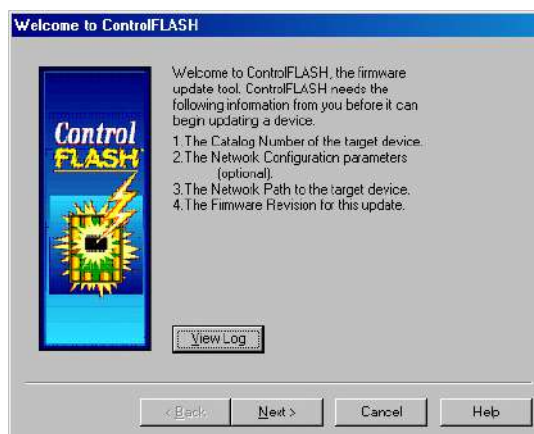 Welcome to ControlFLASH
Control
FLASH
Welcome to ControlFLASH, the firmware
update tool. ControlFLASH needs the
following information from you before it can
begin updating a device.
1.The Catalog Number of the target device.
2.The Network Configuration parameters
(optional).
3.The Network Path to the target device.
4.The Firmware Revision for this update.
View Log
< Back
Next >
Cancel
Help